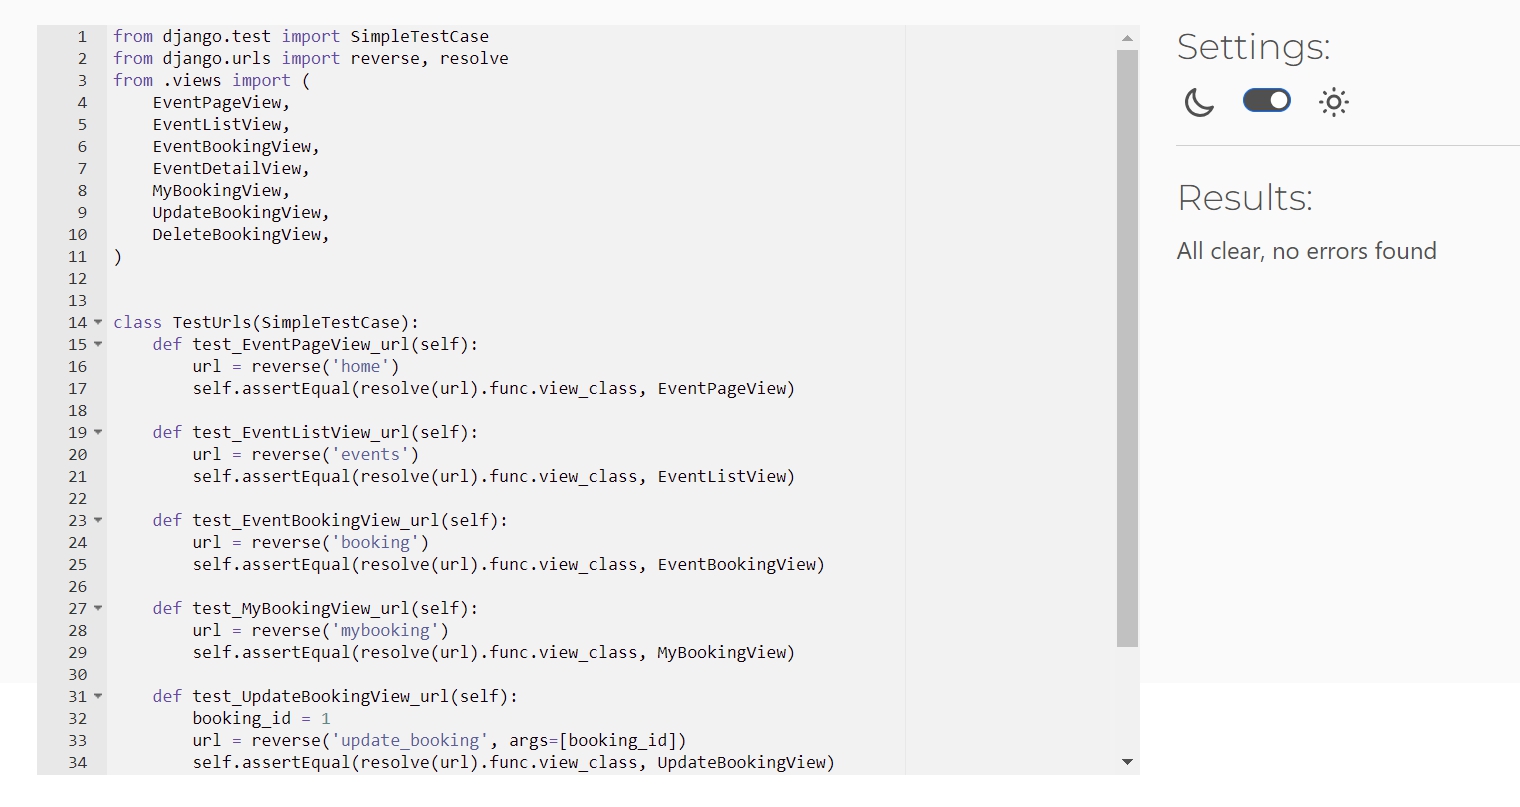 1 from django.test import SimpleTestCase
2 from django.urls import reverse, resolve
3 from .views import (
4     EventPageView,
5     EventListView,
6     EventBookingView,
7     EventDetailView,
8     MyBookingView,
9     UpdateBookingView,
10     DeleteBookingView,
11 )
12
13
14 class TestUrls(SimpleTestCase):
15     def test_EventPageView_url(self):
16         url = reverse('home')
17         self.assertEqual(resolve(url).func.view_class, EventPageView)
18
19     def test_EventListView_url(self):
20         url = reverse('events')
21         self.assertEqual(resolve(url).func.view_class, EventListView)
22
23     def test_EventBookingView_url(self):
24         url = reverse('booking')
25         self.assertEqual(resolve(url).func.view_class, EventBookingView)
26
27     def test_MyBookingView_url(self):
28         url = reverse('mybooking')
29         self.assertEqual(resolve(url).func.view_class, MyBookingView)
30
31     def test_UpdateBookingView_url(self):
32         booking_id = 1
33         url = reverse('update_booking', args=[booking_id])
34         self.assertEqual(resolve(url).func.view_class, UpdateBookingView)
Settings:
Results:
All clear, no errors found